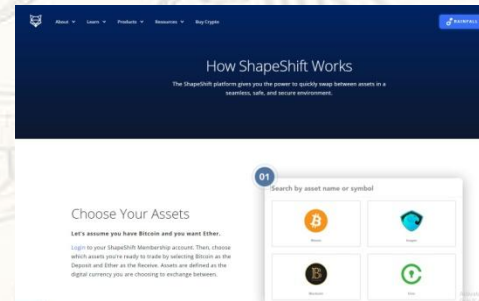 About Learn Products Resources Buy Crypto
RAINFALL
How ShapeShift Works
The ShapeShift platform gives you the power to quickly swap between assets in a
seamless, safe, and secure environment.
01
Search by asset name or symbol
Choose Your Assets
Let's assume you have Bitcoin and you want Ether.
Login to your ShapeShift Membership account. Then, choose
which assets you're ready to trade by selecting Bitcoin as the
Deposit and Ether as the Receive. Assets are defined as the
digital currency you are choosing to exchange between.
Bitcoin